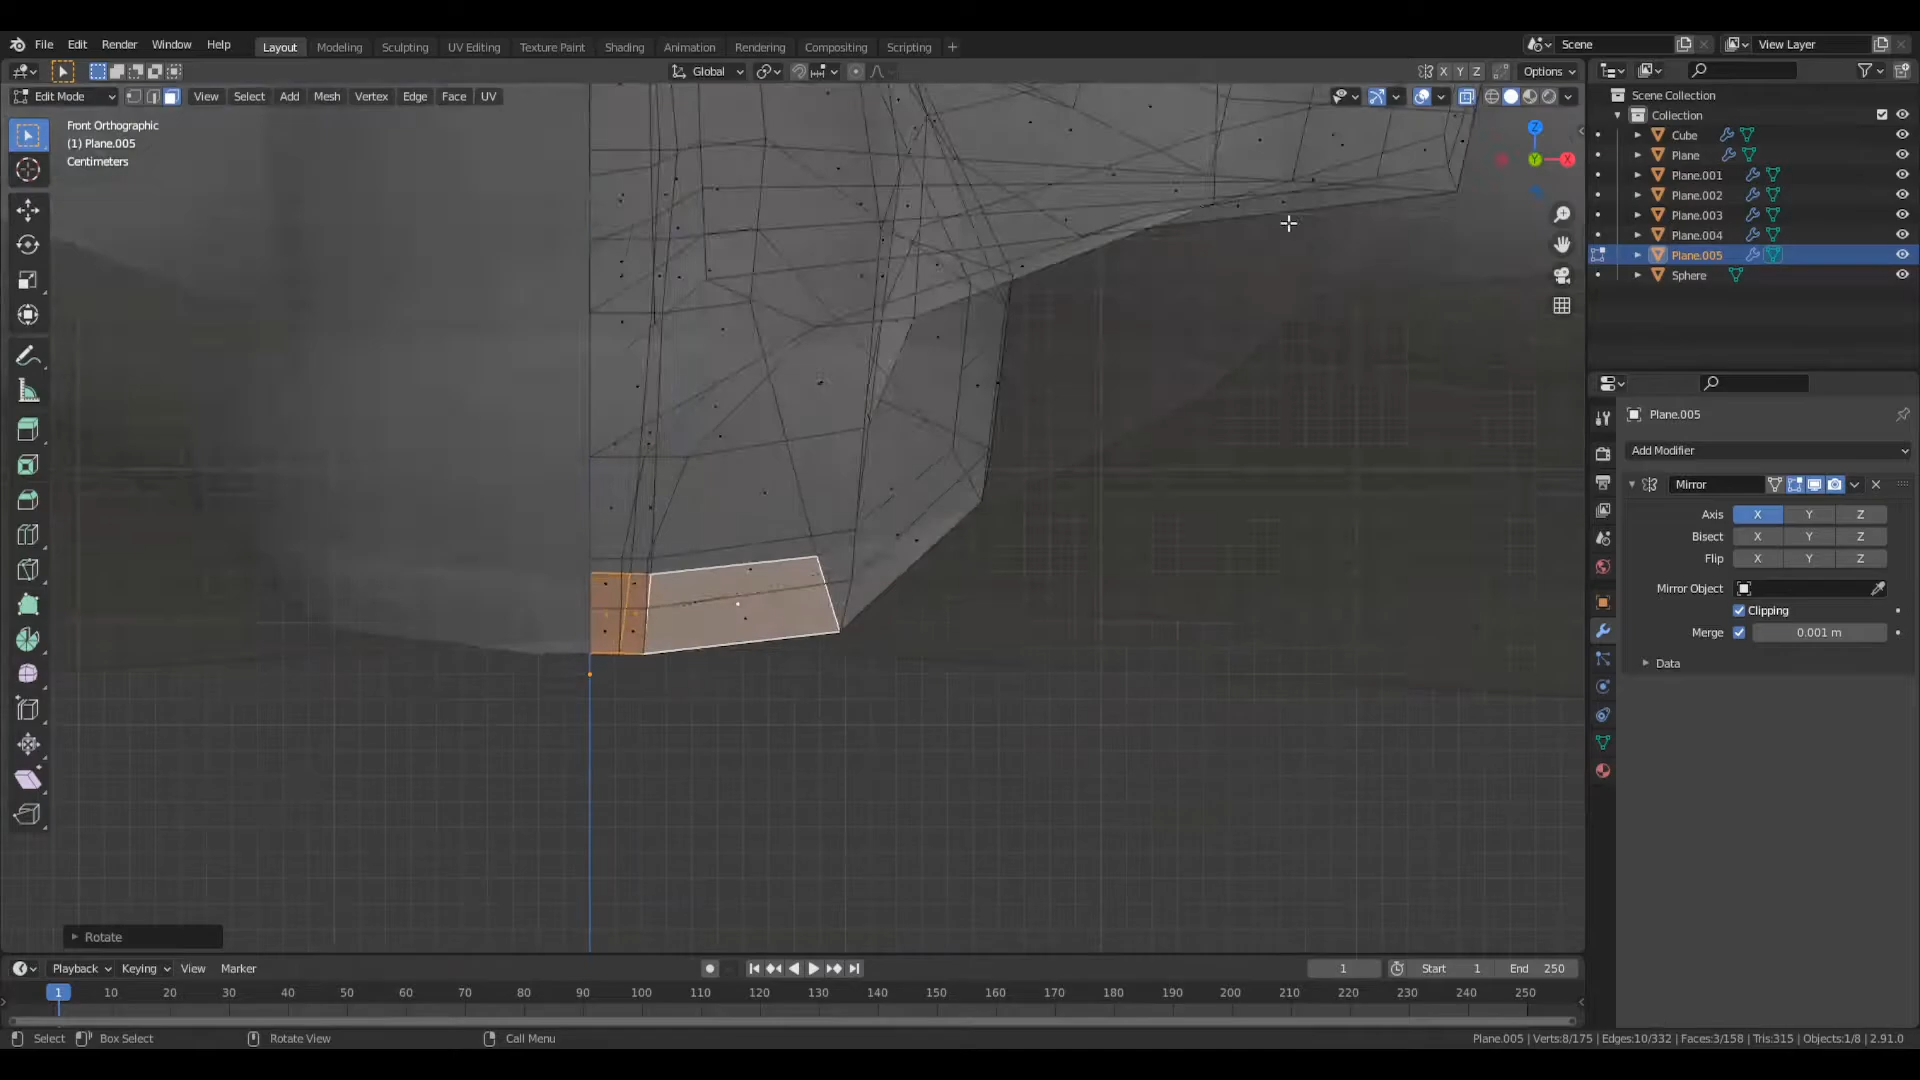 File Edit Render Window Help Layout Modeling Sculpting UV Editing Texture Paint Shading Animation Rendering Compositing Scripting + Scene View Layer
Global X Y Z Options
Edit Mode View Select Add Mesh Vertex Edge Face UV
Front Orthographic
(1) Plane.005
Centimeters
Z
Y
X
Scene Collection
Collection
Cube
Plane
Plane.001
Plane.002
Plane.003
Plane.004
Plane.005
Sphere
Plane.005
Add Modifier
Mirror
Axis X Y Z
Bisect X Y Z
Flip X Y Z
Mirror Object
Clipping
Merge 0.001 m
Data
Rotate
Playback Keying View Marker 1 Start 1 End 250
1 10 20 30 40 50 60 70 80 90 100 110 120 130 140 150 160 170 180 190 200 210 220 230 240 250
Select Box Select Rotate View Call Menu Plane.005 | Verts:8/175 | Edges:10/332 | Faces:3/158 | Tris:315 | Objects:1/8 | 2.91.0